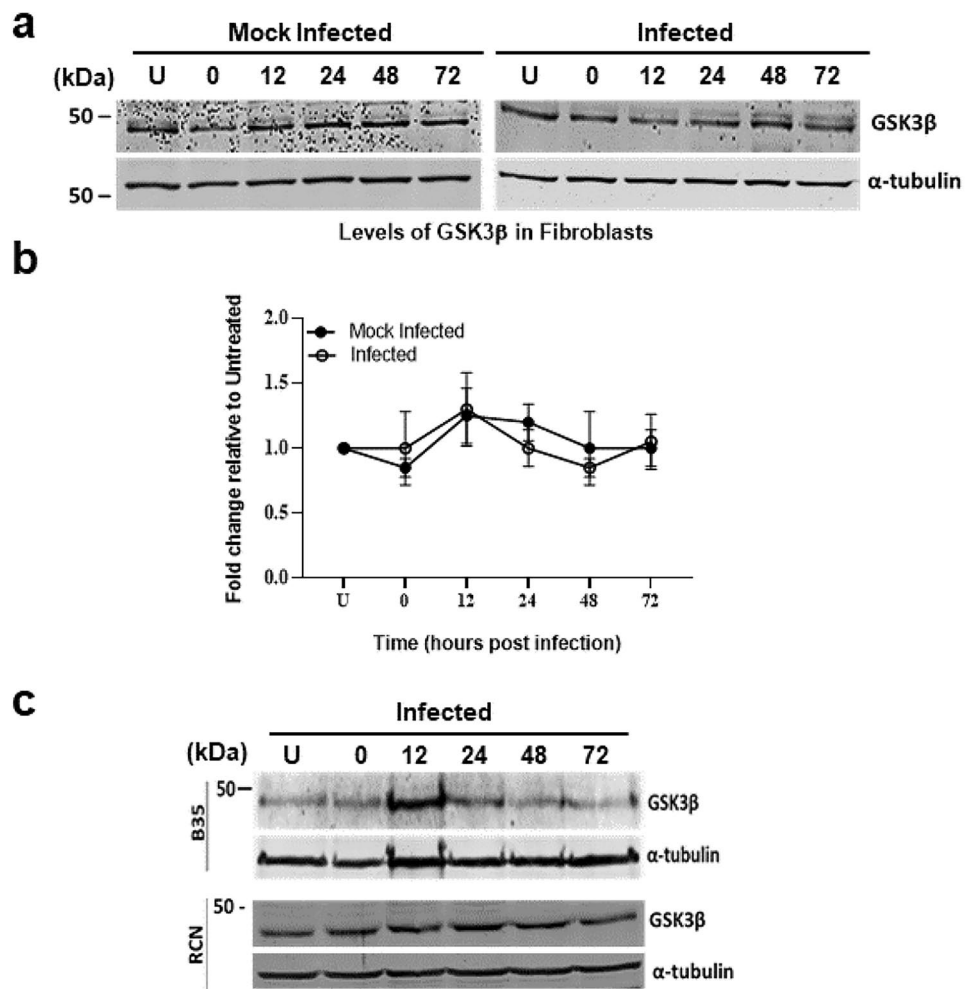 a
Mock Infected Infected
(kDa) U 0 12 24 48 72 U 0 12 24 48 72
50 – GSK3β
50 – α-tubulin
Levels of GSK3β in Fibroblasts
b
Fold change relative to Untreated
2.0
1.5
1.0
0.5
0.0
Mock Infected
Infected
U 0 12 24 48 72
Time (hours post infection)
c
Infected
(kDa) U 0 12 24 48 72
B35
50 – GSK3β
α-tubulin
RCN
50 - GSK3β
α-tubulin